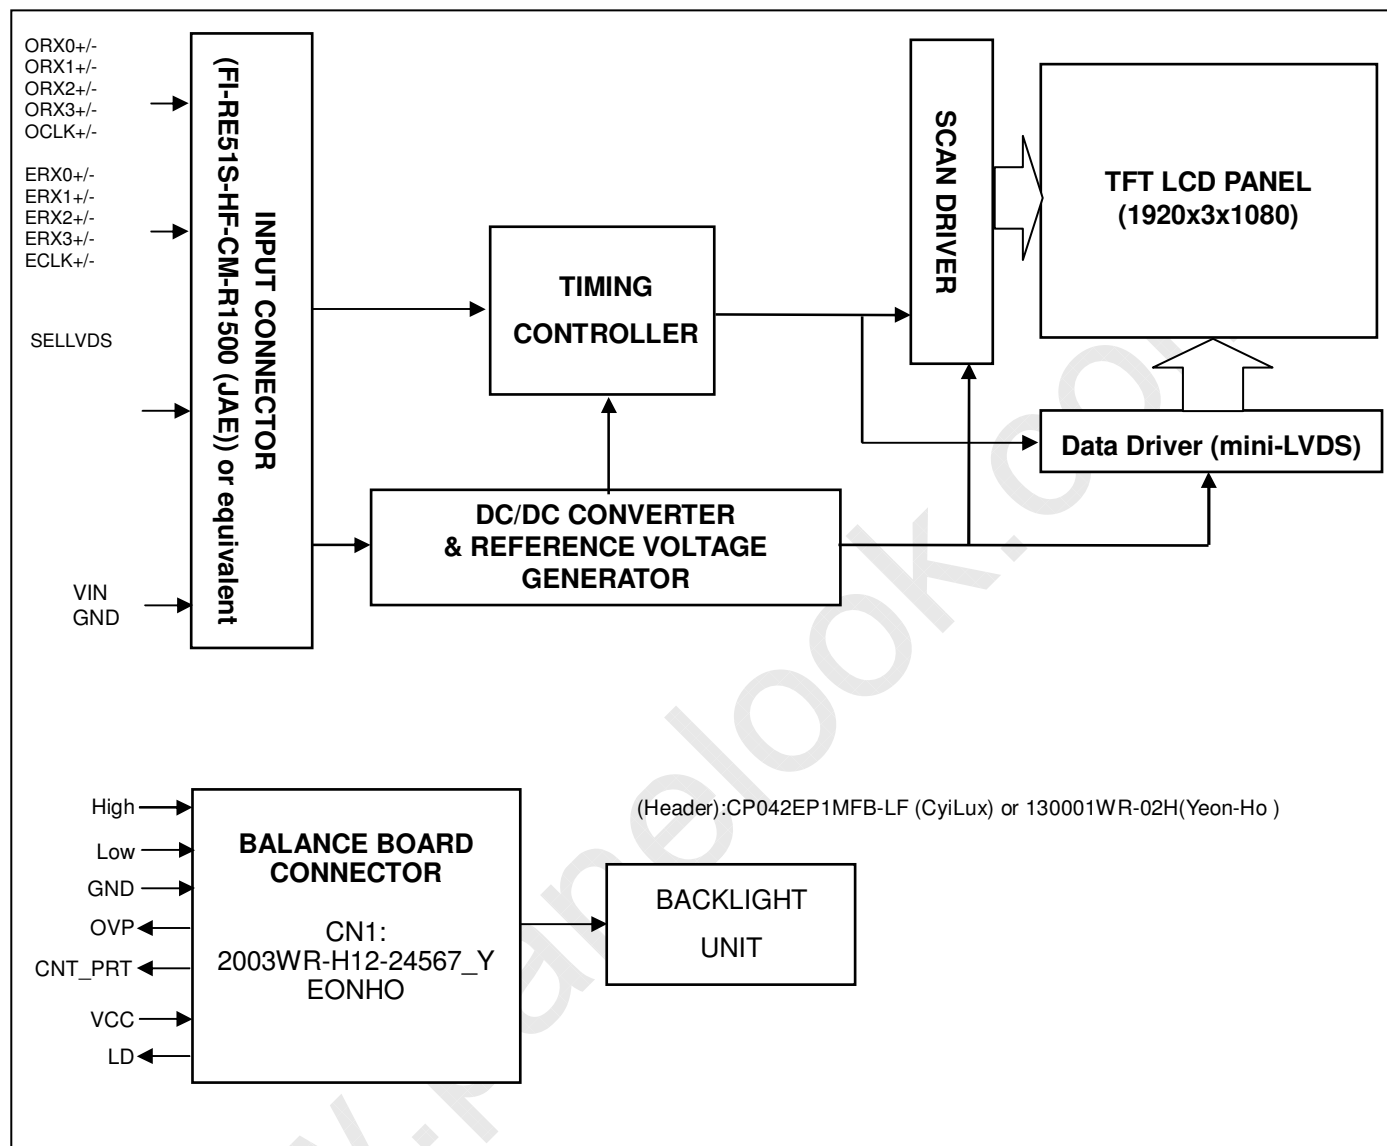 ORX0+/-
ORX1+/-
ORX2+/-
ORX3+/-
OCLK+/-
ERX0+/-
ERX1+/-
ERX2+/-
ERX3+/-
ECLK+/-
SELLVDS
VIN
GND
INPUT CONNECTOR
(FI-RE51S-HF-CM-R1500 (JAE)) or equivalent
TIMING
CONTROLLER
DC/DC CONVERTER
& REFERENCE VOLTAGE
GENERATOR
SCAN DRIVER
TFT LCD PANEL
(1920x3x1080)
Data Driver (mini-LVDS)
High
Low
GND
OVP
CNT_PRT
VCC
LD
BALANCE BOARD
CONNECTOR
CN1:
2003WR-H12-24567_Y
EONHO
(Header):CP042EP1MFB-LF (CyiLux) or 130001WR-02H(Yeon-Ho )
BACKLIGHT
UNIT
.panelook.co